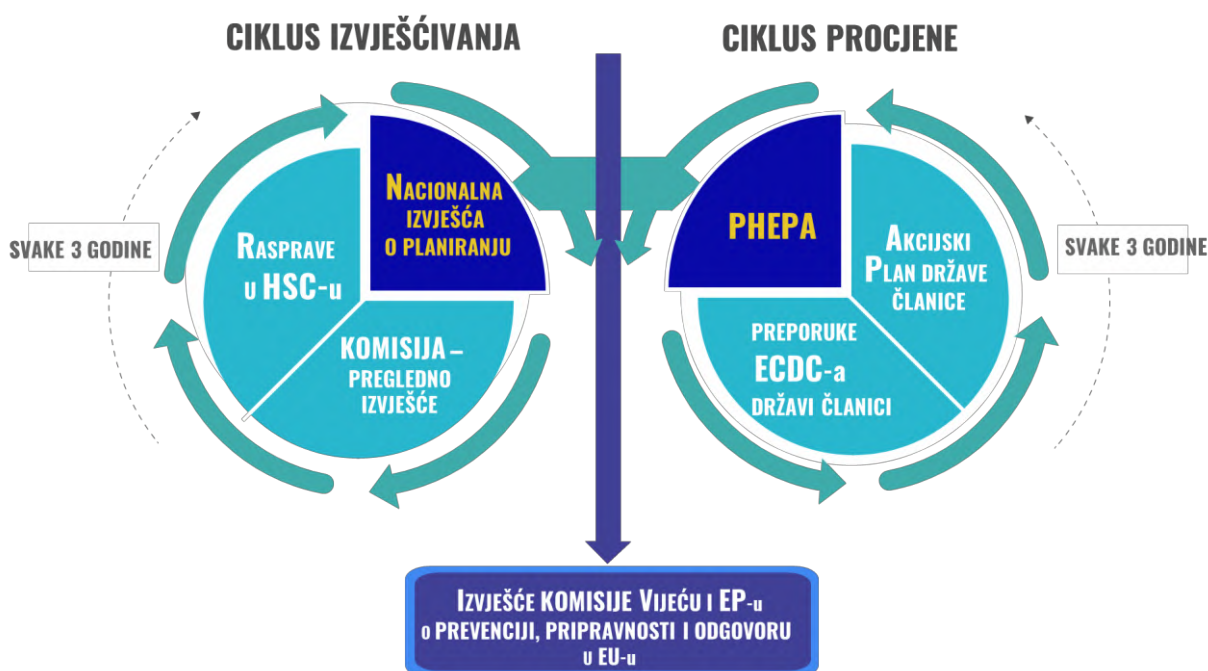 CIKLUS IZVJEŠĆIVANJA
CIKLUS PROCJENE
SVAKE 3 GODINE
RASPRAVE
U HSC-u
NACIONALNA
IZVJEŠĆA
O PLANIRANJU
KOMISIJA –
PREGLEDNO
IZVJEŠĆE
PHEPA
AKCIJSKI
PLAN DRŽAVE
ČLANICE
PREPORUKE
ECDC-a
DRŽAVI ČLANICI
SVAKE 3 GODINE
IZVJEŠĆE KOMISIJE VIJEĆU I EP-u
O PREVENCIJI, PRIPRAVNOSTI I ODGOVORU
U EU-u